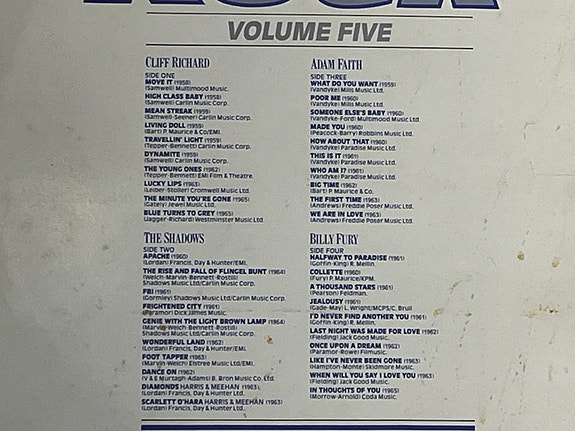 ROCK
VOLUME FIVE
CLIFF RICHARD
SIDE ONE
MOVE IT (1958)
(Samwell) Multimood Music.
HIGH CLASS BABY (1958)
(Samwell) Carlin Music Corp.
MEAN STREAK (1959)
(Samwell-Seener) Carlin Music Corp.
LIVING DOLL (1959)
(Bart) P. Maurice & Co/EMI.
TRAVELLIN' LIGHT (1959)
(Tepper-Bennett) Carlin Music Corp.
DYNAMITE (1959)
(Samwell) Carlin Music Corp.
THE YOUNG ONES (1962)
(Tepper-Bennett) EMI Film & Theatre.
LUCKY LIPS (1963)
(Leiber-Stoller) Cromwell Music Ltd.
THE MINUTE YOU'RE GONE (1965)
(Gately) Jewel Music Ltd.
BLUE TURNS TO GREY (1965)
(Jagger-Richard) Westminster Music Ltd.
THE SHADOWS
SIDE TWO
APACHE (1960)
(Lordan) Francis, Day & Hunter/EMI.
THE RISE AND FALL OF FLINGEL BUNT (1964)
(Welch-Marvin-Bennett-Rostill)
Shadows Music Ltd/Carlin Music Corp.
FBI (1961)
(Gormley) Shadows Music Ltd/Carlin Music Corp.
FRIGHTENED CITY (1961)
(Paramor) Dick James Music.
GENIE WITH THE LIGHT BROWN LAMP (1964)
(Marvin-Welch-Bennett-Rostill)
Shadows Music Ltd/Carlin Music Corp.
WONDERFUL LAND (1962)
(Lordan) Francis, Day & Hunter/EMI.
FOOT TAPPER (1963)
(Marvin-Welch) Elstree Music Ltd/EMI.
DANCE ON (1962)
(V & E Murtagh-Adams) B. Bron Music Co. Ltd.
DIAMONDS HARRIS & MEEHAN (1963)
(Lordan) Francis, Day & Hunter/EMI.
SCARLETT O'HARA HARRIS & MEEHAN (1963)
(Lordan) Francis, Day & Hunter Ltd.
ADAM FAITH
SIDE THREE
WHAT DO YOU WANT (1959)
(Vandyke) Mills Music Ltd.
POOR ME (1960)
(Vandyke) Mills Music Ltd.
SOMEONE ELSE'S BABY (1960)
(Vandyke-Ford) Multimood Music Ltd.
MADE YOU (1960)
(Peacock-Barry) Robbins Music Ltd.
HOW ABOUT THAT (1960)
(Vandyke) Paradise Music Ltd.
THIS IS IT (1961)
(Vandyke) Paradise Music Ltd.
WHO AM I? (1961)
(Vandyke) Paradise Music Ltd.
BIG TIME (1962)
(Bart) P. Maurice & Co.
THE FIRST TIME (1963)
(Andrews) Freddie Poser Music Ltd.
WE ARE IN LOVE (1963)
(Andrews) Freddie Poser Music Ltd.
BILLY FURY
SIDE FOUR
HALFWAY TO PARADISE (1961)
(Goffin-King) R. Mellin.
COLLETTE (1960)
(Fury) P. Maurice/KPM.
A THOUSAND STARS (1961)
(Pearson) Feldman.
JEALOUSY (1961)
(Gade-May) L. Wright/MCPS/C. Bruil
I'D NEVER FIND ANOTHER YOU (1961)
(Goffin-King) R. Mellin.
LAST NIGHT WAS MADE FOR LOVE (1962)
(Fielding) Jack Good Music.
ONCE UPON A DREAM (1962)
(Paramor-Rowe) Filmusic.
LIKE I'VE NEVER BEEN GONE (1963)
(Hampton-Monte) Skidmore Music.
WHEN WILL YOU SAY I LOVE YOU (1963)
(Fielding) Jack Good Music.
IN THOUGHTS OF YOU (1965)
(Morrow-Arnold) Coda Music.